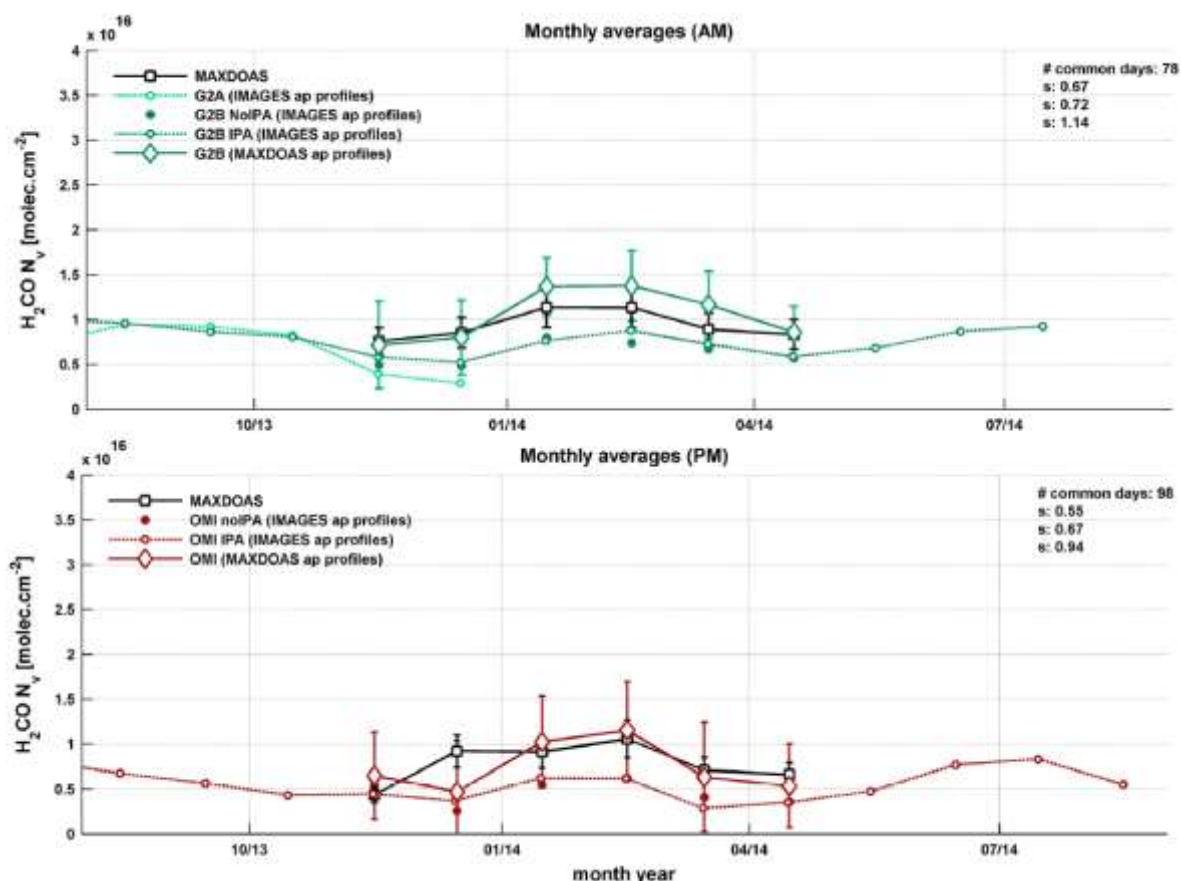 Monthly averages (AM)
x 10^16
4
3.5
3
2.5
2
1.5
1
0.5
0
H₂CO Nᵥ [molec.cm⁻²]
MAXDOAS
G2A (IMAGES ap profiles)
G2B NoIPA (IMAGES ap profiles)
G2B IPA (IMAGES ap profiles)
G2B (MAXDOAS ap profiles)
# common days: 78
s: 0.67
s: 0.72
s: 1.14
10/13
01/14
04/14
07/14
Monthly averages (PM)
x 10^16
4
3.5
3
2.5
2
1.5
1
0.5
0
H₂CO Nᵥ [molec.cm⁻²]
MAXDOAS
OMI noIPA (IMAGES ap profiles)
OMI IPA (IMAGES ap profiles)
OMI (MAXDOAS ap profiles)
# common days: 98
s: 0.55
s: 0.67
s: 0.94
10/13
01/14
04/14
07/14
month year